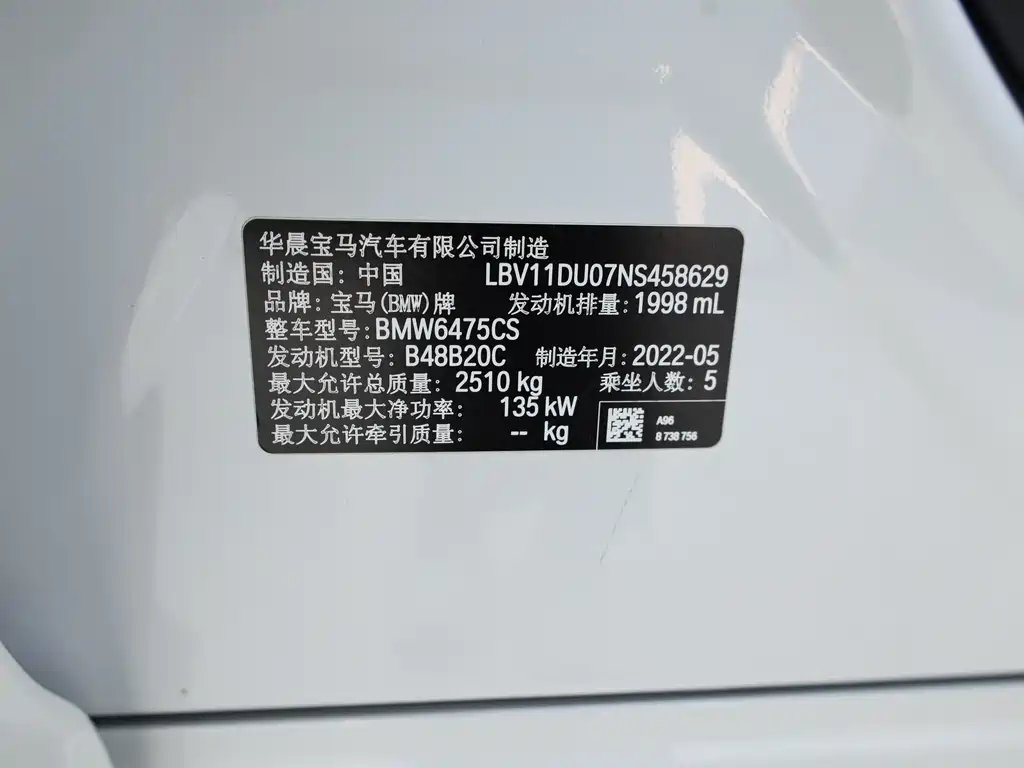 华晨宝马汽车有限公司制造
制造国: 中国 LBV11DU07NS458629
品牌: 宝马(BMW)牌 发动机排量: 1998 mL
整车型号: BMW6475CS
发动机型号: B48B20C 制造年月: 2022-05
最大允许总质量: 2510 kg 乘坐人数: 5
发动机最大净功率: 135 kW
最大允许牵引质量: -- kg
A96
8 738 756